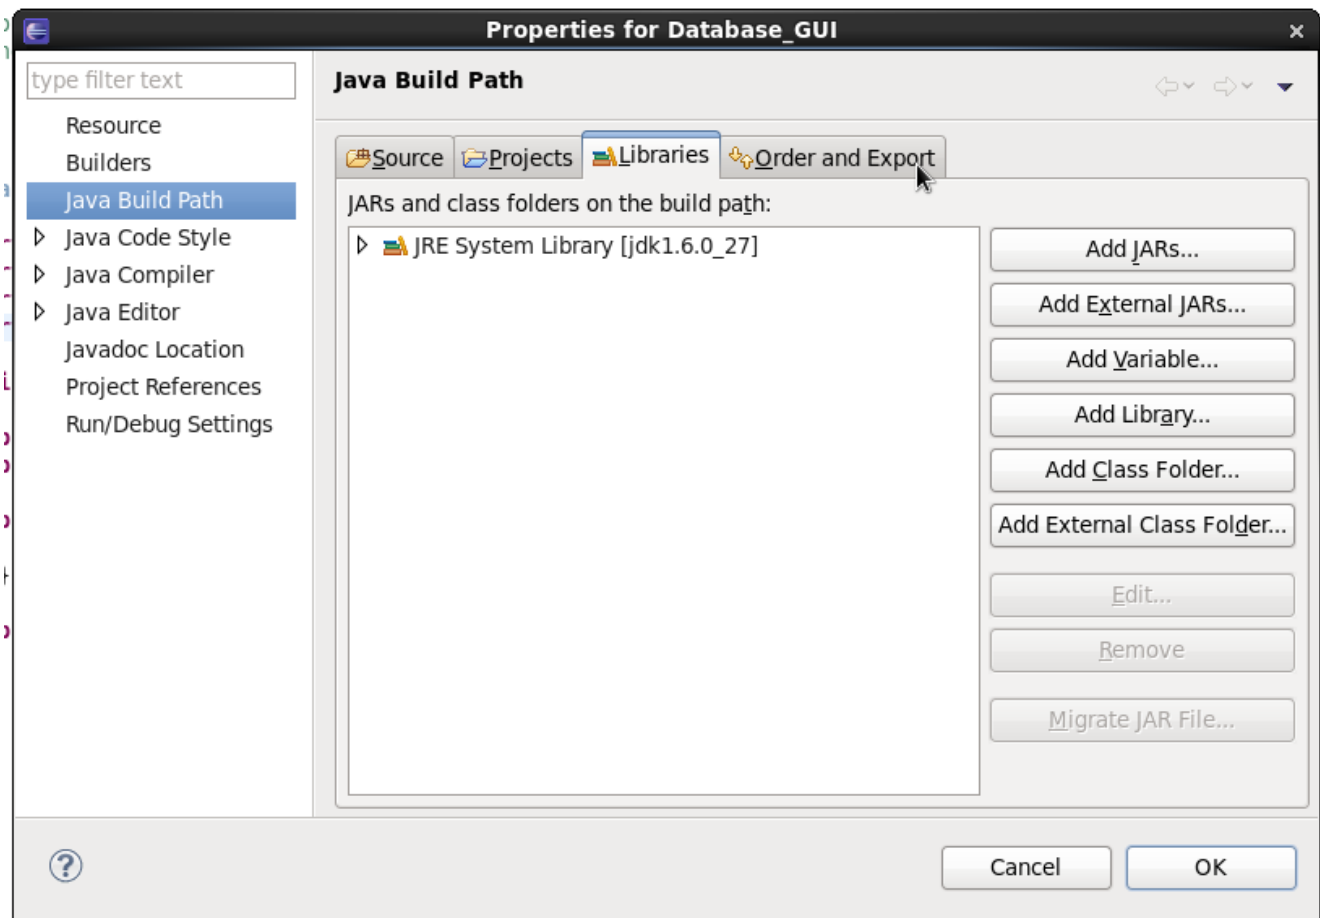 Properties for Database_GUI
type filter text
Resource
Builders
Java Build Path
Java Code Style
Java Compiler
Java Editor
Javadoc Location
Project References
Run/Debug Settings
Java Build Path
Source Projects Libraries Order and Export
JARs and class folders on the build path:
JRE System Library [jdk1.6.0_27]
Add JARs...
Add External JARs...
Add Variable...
Add Library...
Add Class Folder...
Add External Class Folder...
Edit...
Remove
Migrate JAR File...
Cancel
OK